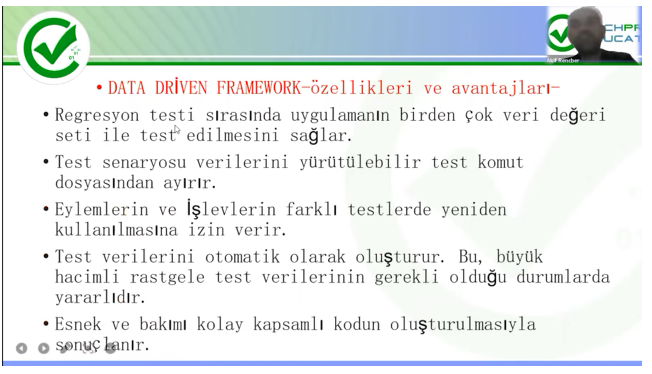 CHPR
UCAT
Akif Rencber
• DATA DRİVEN FRAMEWORK-özellikleri ve avantajları-
• Regresyon testi sırasında uygulamanın birden çok veri değeri
seti ile test edilmesini sağlar.
• Test senaryosu verilerini yürütülebilir test komut
dosyasından ayırır.
• Eylemlerin ve İşlevlerin farklı testlerde yeniden
kullanılmasına izin verir.
• Test verilerini otomatik olarak oluşturur. Bu, büyük
hacimli rastgele test verilerinin gerekli olduğu durumlarda
yararlıdır.
• Esnek ve bakımı kolay kapsamlı kodun oluşturulmasıyla
sonuçlanır.